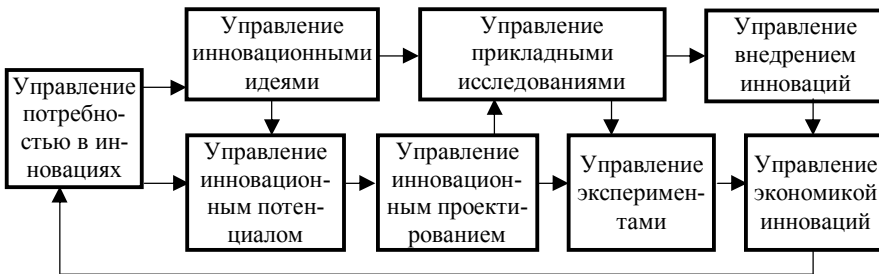 Управление
инновационными
идеями
Управление
прикладными
исследованиями
Управление
внедрением
инноваций
Управление
потребно-
стью в ин-
новациях
Управление
инновацион-
ным потен-
циалом
Управление
инновацион-
ным проекти-
рованием
Управление
эксперимен-
тами
Управление
экономикой
инноваций